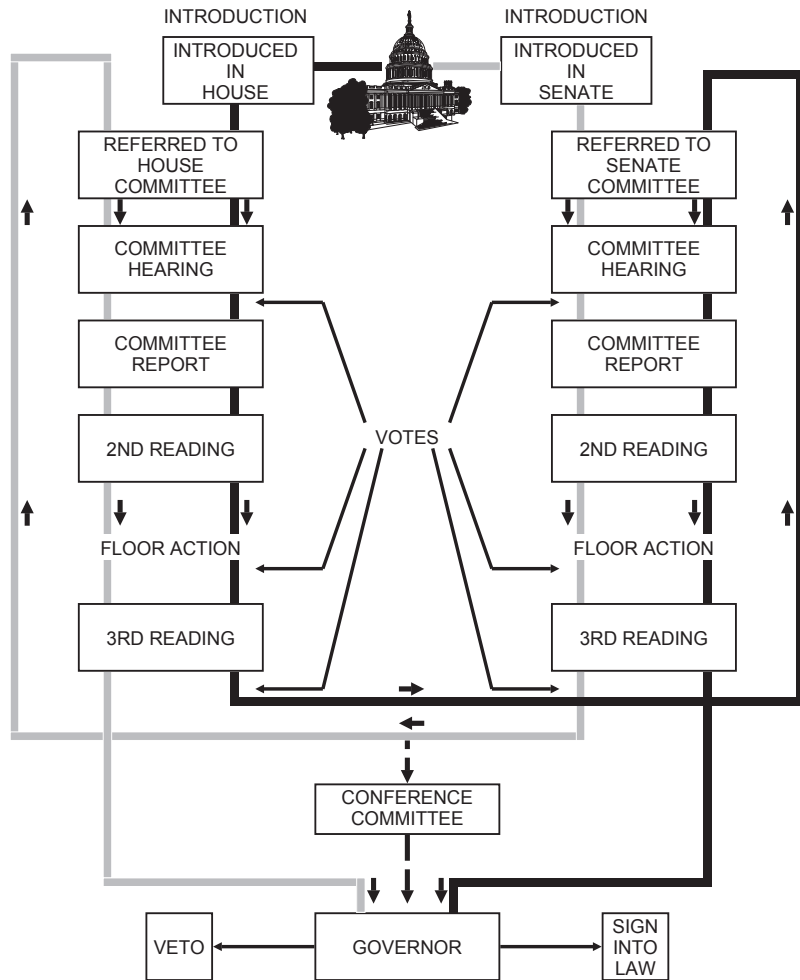 INTRODUCTION
INTRODUCED
IN
HOUSE
REFERRED TO
HOUSE
COMMITTEE
COMMITTEE
HEARING
COMMITTEE
REPORT
2ND READING
FLOOR ACTION
3RD READING
VOTES
INTRODUCTION
INTRODUCED
IN
SENATE
REFERRED TO
SENATE
COMMITTEE
COMMITTEE
HEARING
COMMITTEE
REPORT
2ND READING
FLOOR ACTION
3RD READING
CONFERENCE
COMMITTEE
VETO
GOVERNOR
SIGN
INTO
LAW